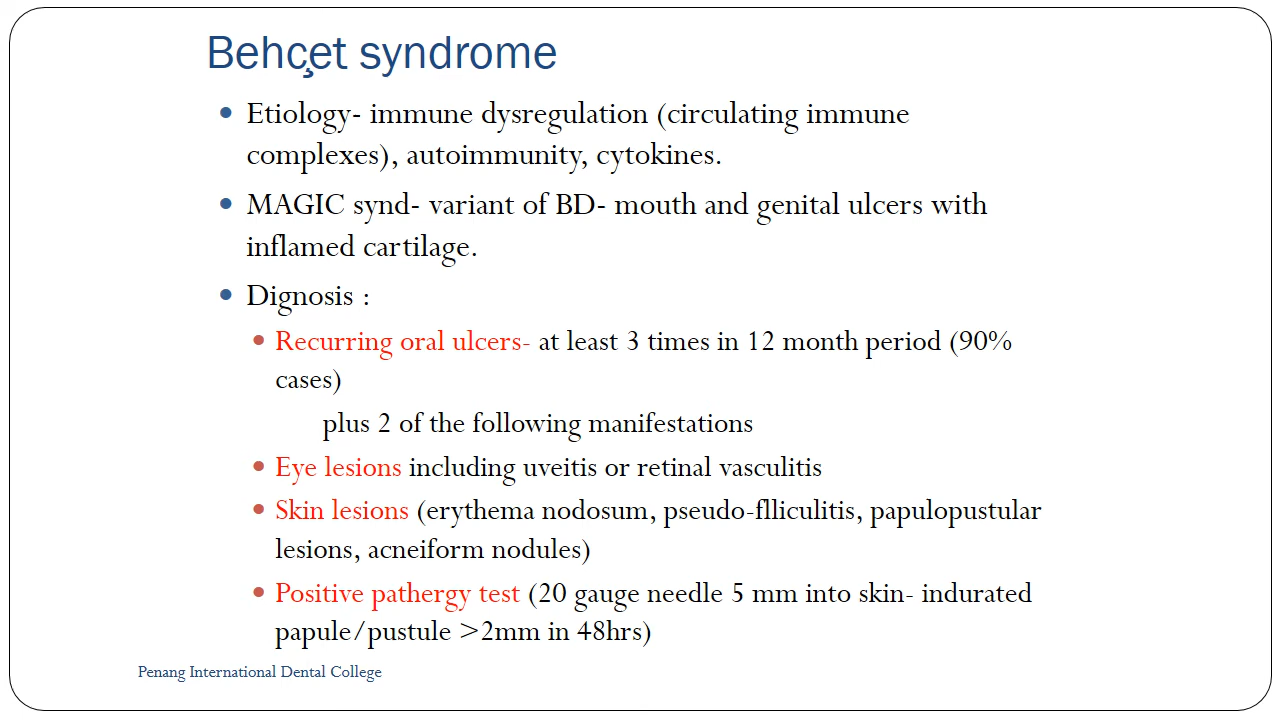 Behçet syndrome
Etiology- immune dysregulation (circulating immune
complexes), autoimmunity, cytokines.
MAGIC synd- variant of BD- mouth and genital ulcers with
inflamed cartilage.
Dignosis :
Recurring oral ulcers- at least 3 times in 12 month period (90%
cases)
plus 2 of the following manifestations
Eye lesions including uveitis or retinal vasculitis
Skin lesions (erythema nodosum, pseudo-flliculitis, papulopustular
lesions, acneiform nodules)
Positive pathergy test (20 gauge needle 5 mm into skin- indurated
papule/pustule >2mm in 48hrs)
Penang International Dental College